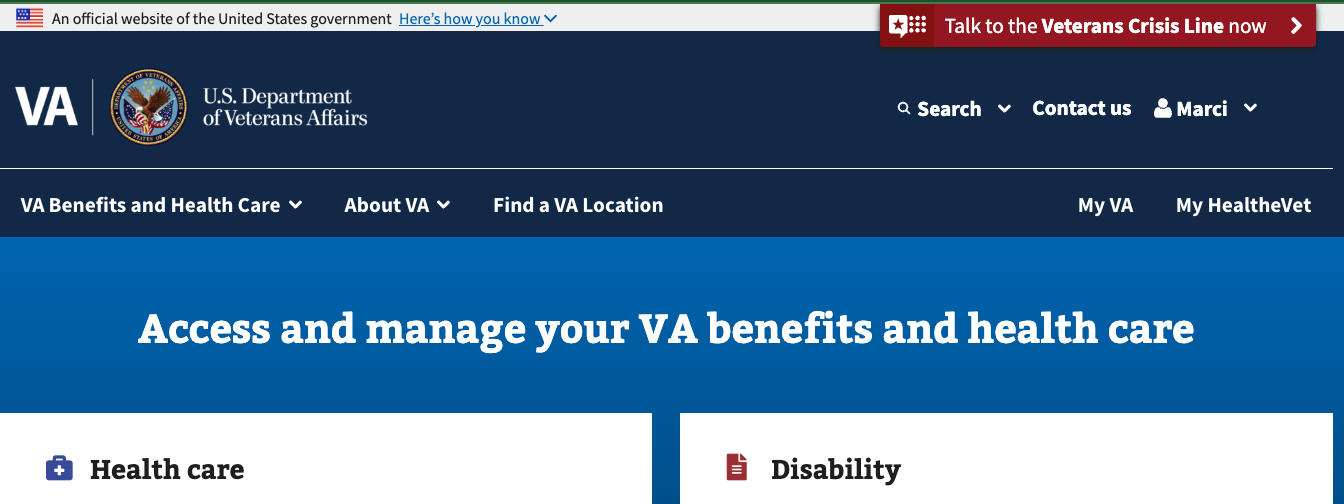 An official website of the United States government Here's how you know
Talk to the Veterans Crisis Line now
VA
U.S. Department
of Veterans Affairs
Search
Contact us
Marci
VA Benefits and Health Care
About VA
Find a VA Location
My VA
My HealtheVet
Access and manage your VA benefits and health care
Health care
Disability